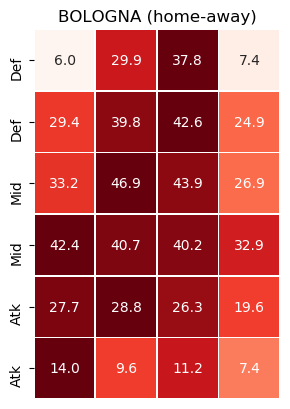 BOLOGNA (home-away)
Def 6.0 29.9 37.8 7.4
Def 29.4 39.8 42.6 24.9
Mid 33.2 46.9 43.9 26.9
Mid 42.4 40.7 40.2 32.9
Atk 27.7 28.8 26.3 19.6
Atk 14.0 9.6 11.2 7.4